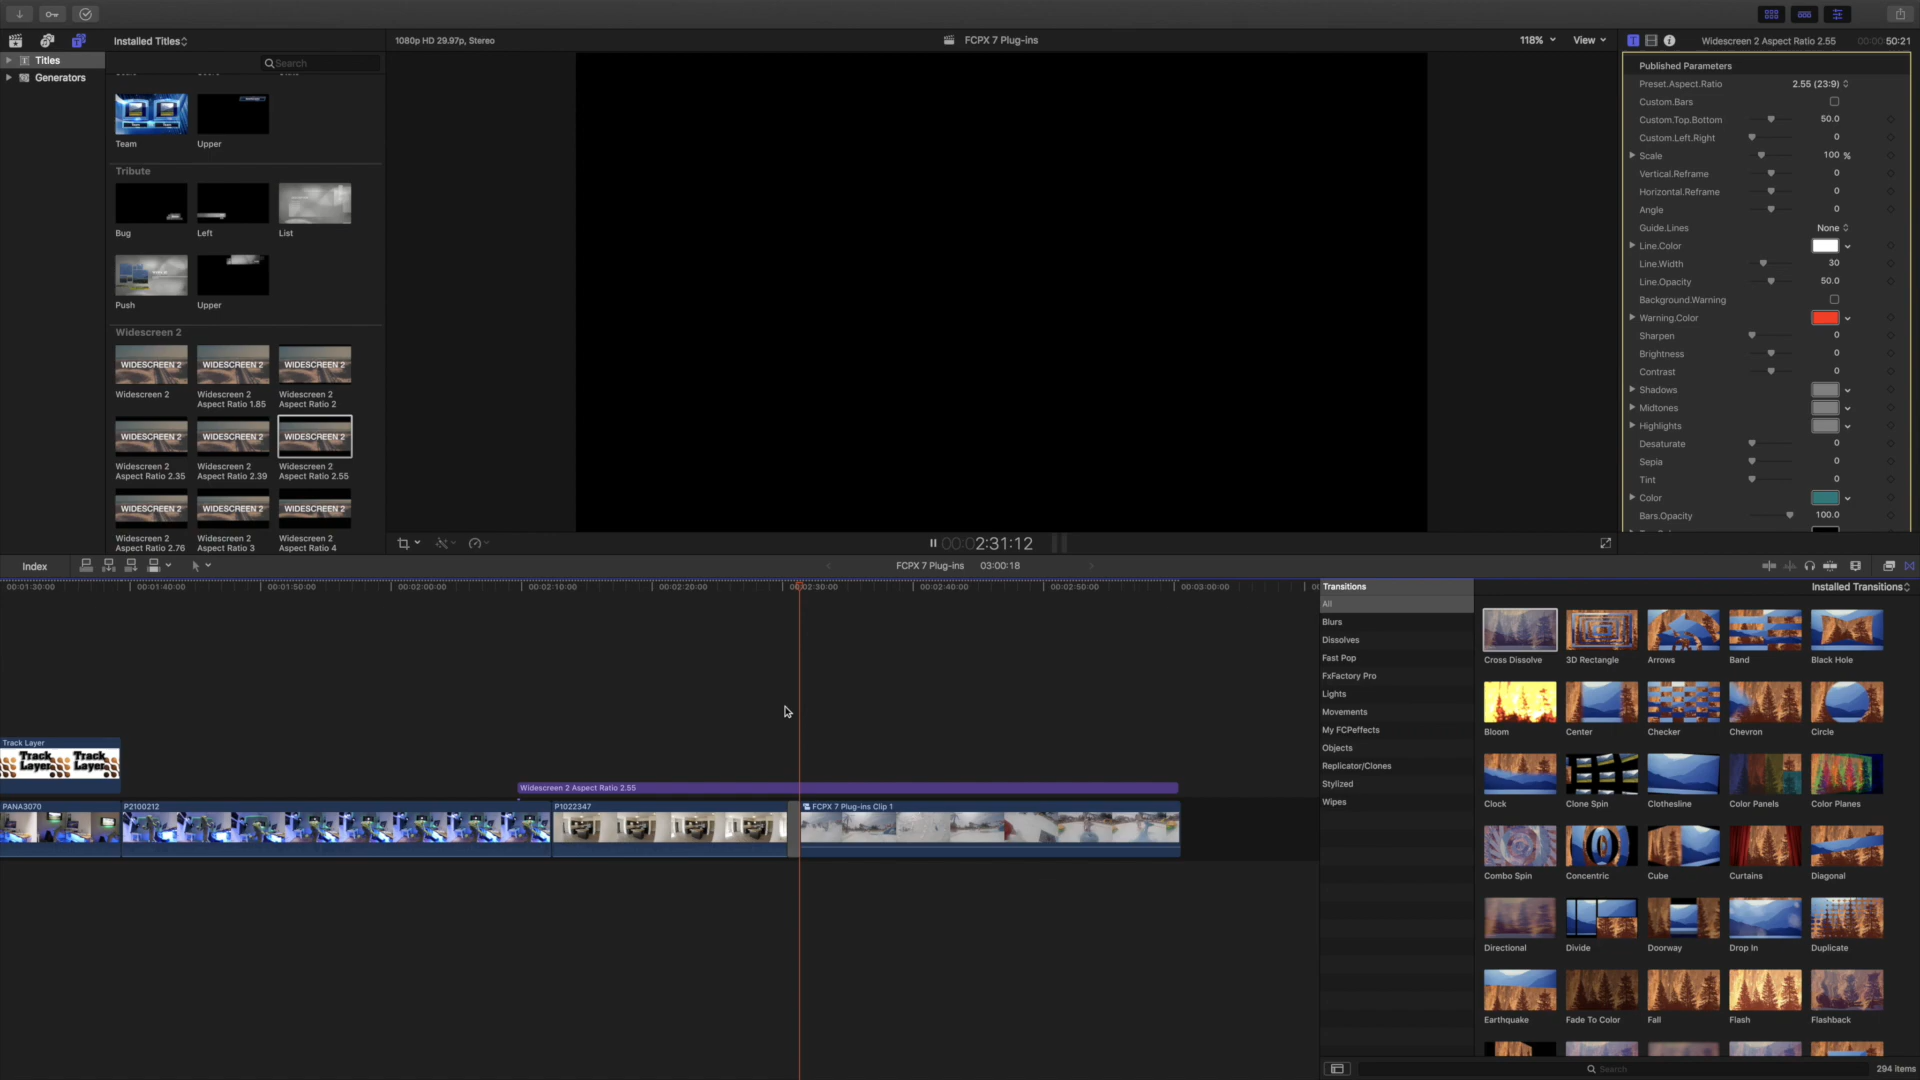 Installed Titles
1080p HD 29.97p, Stereo
FCPX 7 Plug-ins
118%
View
Widescreen 2 Aspect Ratio 2.55
00:00:50:21
Titles
Generators
Search
Team
Upper
Tribute
Bug
Left
List
Push
Upper
Widescreen 2
WIDESCREEN 2
WIDESCREEN 2
WIDESCREEN 2
Widescreen 2
Widescreen 2
Aspect Ratio 1.85
Widescreen 2
Aspect Ratio 2
WIDESCREEN 2
WIDESCREEN 2
WIDESCREEN 2
Widescreen 2
Aspect Ratio 2.35
Widescreen 2
Aspect Ratio 2.39
Widescreen 2
Aspect Ratio 2.55
WIDESCREEN 2
WIDESCREEN 2
WIDESCREEN 2
Widescreen 2
Aspect Ratio 2.76
Widescreen 2
Aspect Ratio 3
Widescreen 2
Aspect Ratio 4
Published Parameters
Preset.Aspect.Ratio 2.55 (23:9)
Custom.Bars
Custom.Top.Bottom 50.0
Custom.Left.Right 0
Scale 100 %
Vertical.Reframe 0
Horizontal.Reframe 0
Angle 0
Guide.Lines None
Line.Color
Line.Width 30
Line.Opacity 50.0
Background.Warning
Warning.Color
Sharpen 0
Brightness 0
Contrast 0
Shadows
Midtones
Highlights
Desaturate 0
Sepia 0
Tint 0
Color
Bars.Opacity 100.0
00:02:31:12
Index
FCPX 7 Plug-ins
03:00:18
00:01:30:00
00:01:40:00
00:01:50:00
00:02:00:00
00:02:10:00
00:02:20:00
00:02:30:00
00:02:40:00
00:02:50:00
00:03:00:00
Track Layer
Track
Layer
Track
Layer
Widescreen 2 Aspect Ratio 2.55
PANA3070
P2100212
P1022347
FCPX 7 Plug-ins Clip 1
Transitions
Installed Transitions
All
Blurs
Dissolves
Fast Pop
FxFactory Pro
Lights
Movements
My FCPeffects
Objects
Replicator/Clones
Stylized
Wipes
Cross Dissolve
3D Rectangle
Arrows
Band
Black Hole
Bloom
Center
Checker
Chevron
Circle
Clock
Clone Spin
Clothesline
Color Panels
Color Planes
Combo Spin
Concentric
Cube
Curtains
Diagonal
Directional
Divide
Doorway
Drop In
Duplicate
Earthquake
Fade To Color
Fall
Flash
Flashback
Search
294 items